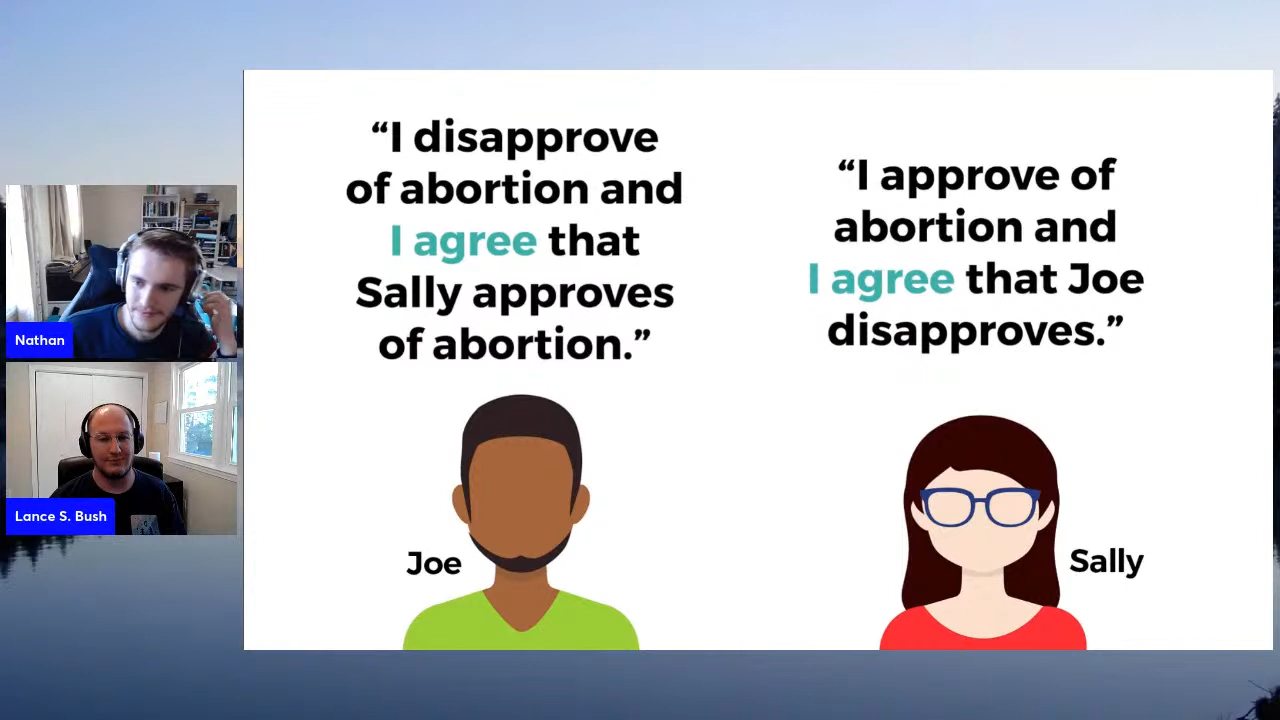 “I disapprove
of abortion and
I agree that
Sally approves
of abortion.”
“I approve of
abortion and
I agree that Joe
disapproves.”
Joe
Sally
Nathan
Lance S. Bush